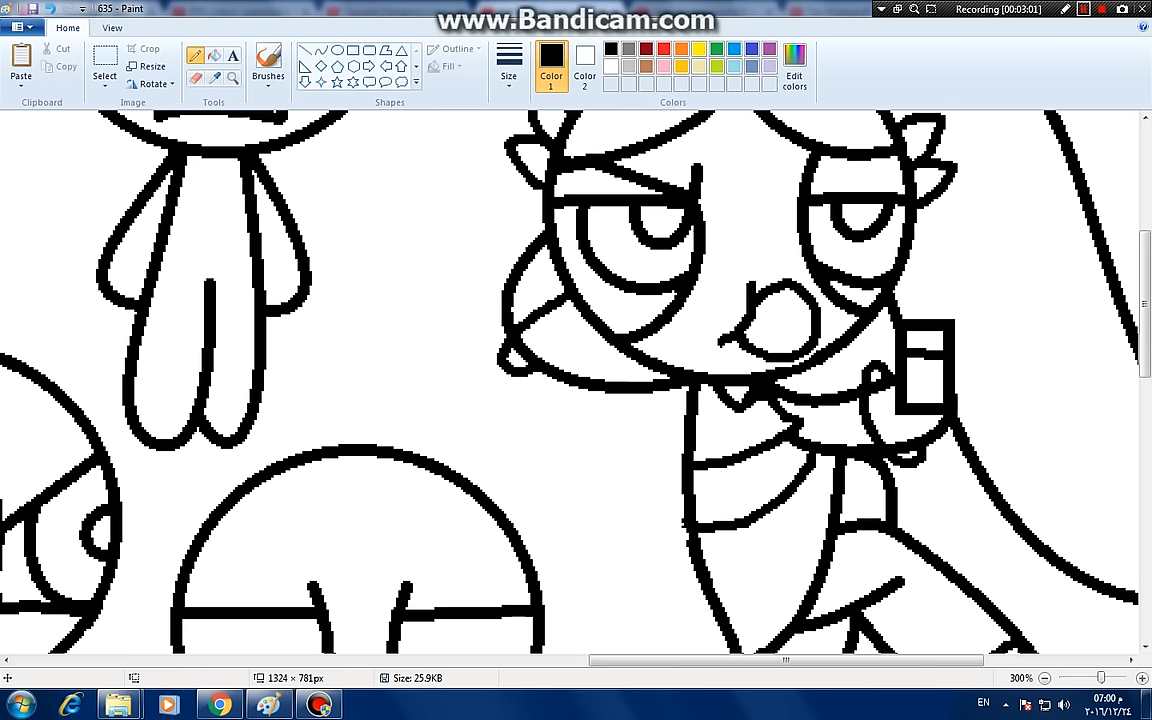 www.Bandicam.com
635 - Paint
Recording [00:03:01]
Home
View
Paste
Cut
Copy
Clipboard
Select
Crop
Resize
Rotate
Image
A
Tools
Brushes
Outline
Fill
Shapes
Size
Color 1
Color 2
Edit colors
Colors
1324 × 781px
Size: 25.9KB
300%
EN
07:00 م
٢٠١٦/١٢/٢٤